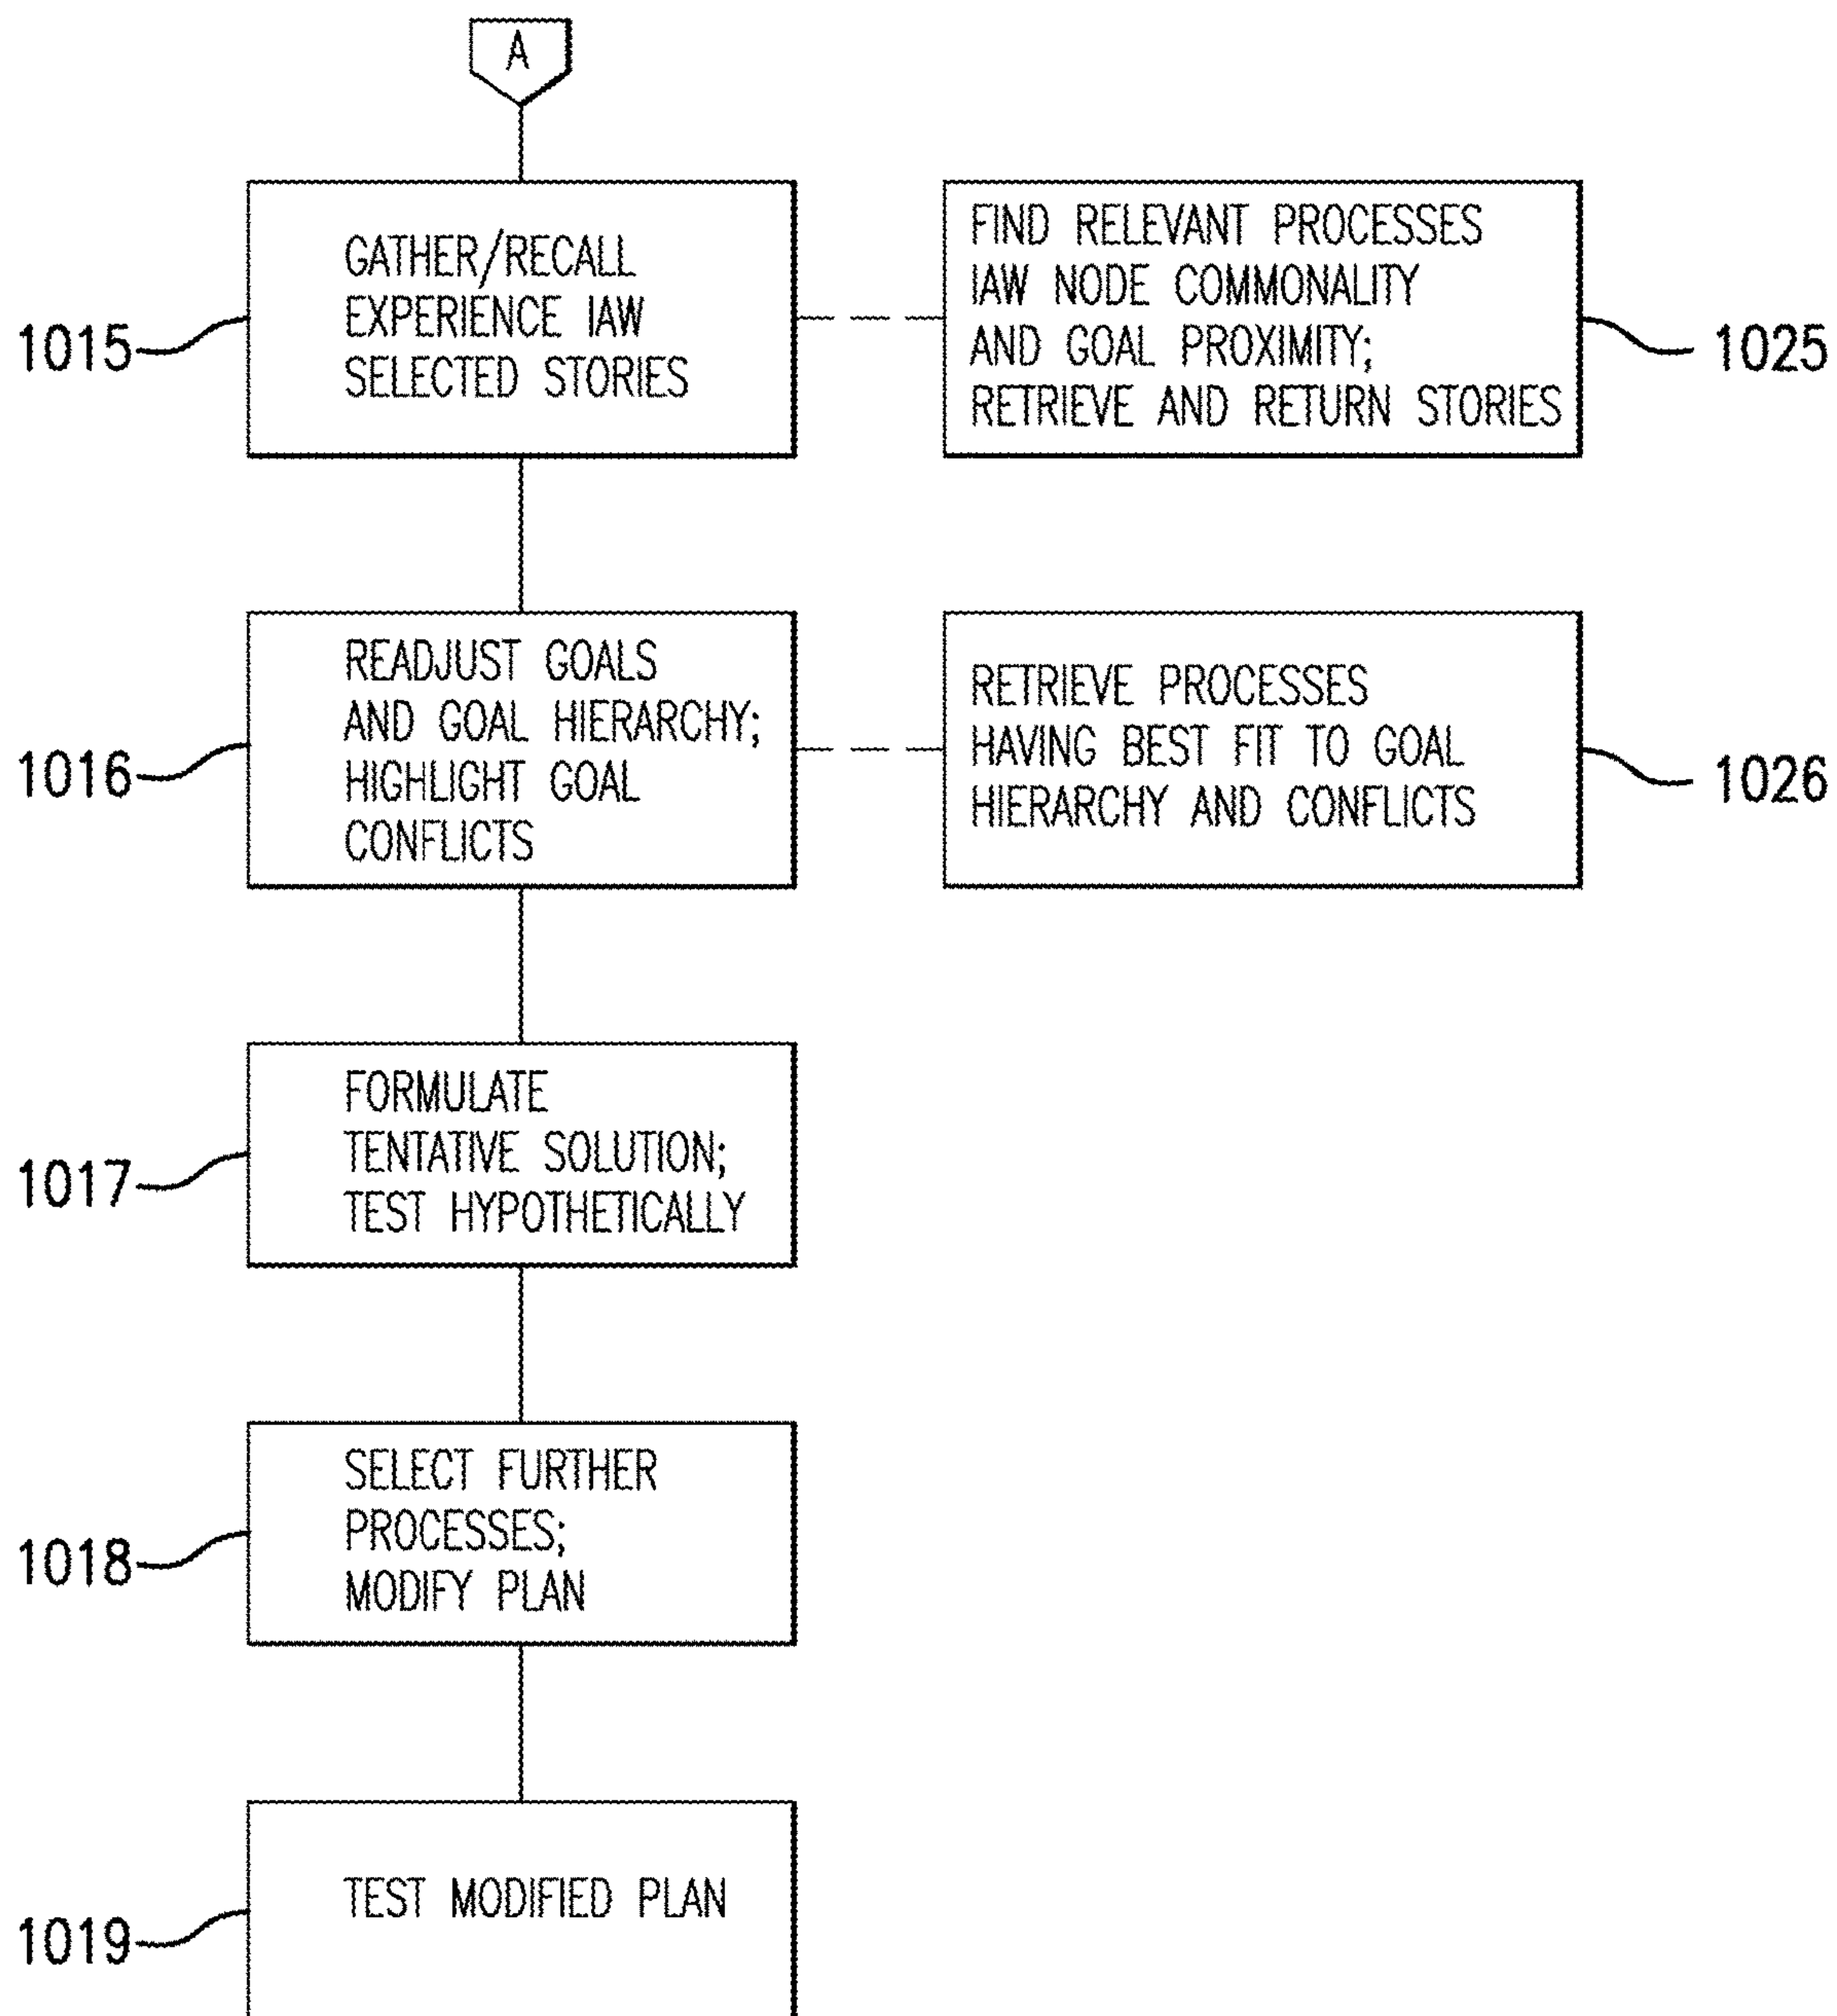 A
GATHER/RECALL
EXPERIENCE IAW
SELECTED STORIES
1015
FIND RELEVANT PROCESSES
IAW NODE COMMONALITY
AND GOAL PROXIMITY;
RETRIEVE AND RETURN STORIES
1025
READJUST GOALS
AND GOAL HIERARCHY;
HIGHLIGHT GOAL
CONFLICTS
1016
RETRIEVE PROCESSES
HAVING BEST FIT TO GOAL
HIERARCHY AND CONFLICTS
1026
FORMULATE
TENTATIVE SOLUTION;
TEST HYPOTHETICALLY
1017
SELECT FURTHER
PROCESSES;
MODIFY PLAN
1018
TEST MODIFIED PLAN
1019